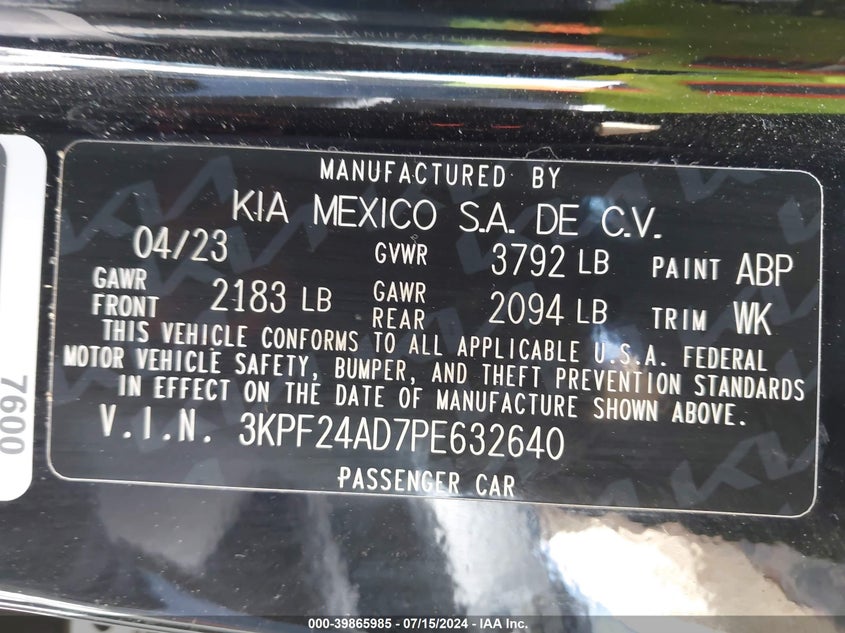 MANUFACTURED BY
KIA MEXICO S.A. DE C.V.
04/23 GVWR 3792 LB PAINT ABP
GAWR FRONT 2183 LB GAWR REAR 2094 LB TRIM WK
THIS VEHICLE CONFORMS TO ALL APPLICABLE U.S.A. FEDERAL
MOTOR VEHICLE SAFETY, BUMPER, AND THEFT PREVENTION STANDARDS
IN EFFECT ON THE DATE OF MANUFACTURE SHOWN ABOVE.
V.I.N. 3KPF24AD7PE632640
PASSENGER CAR
7600
000-39865985 - 07/15/2024 - IAA Inc.